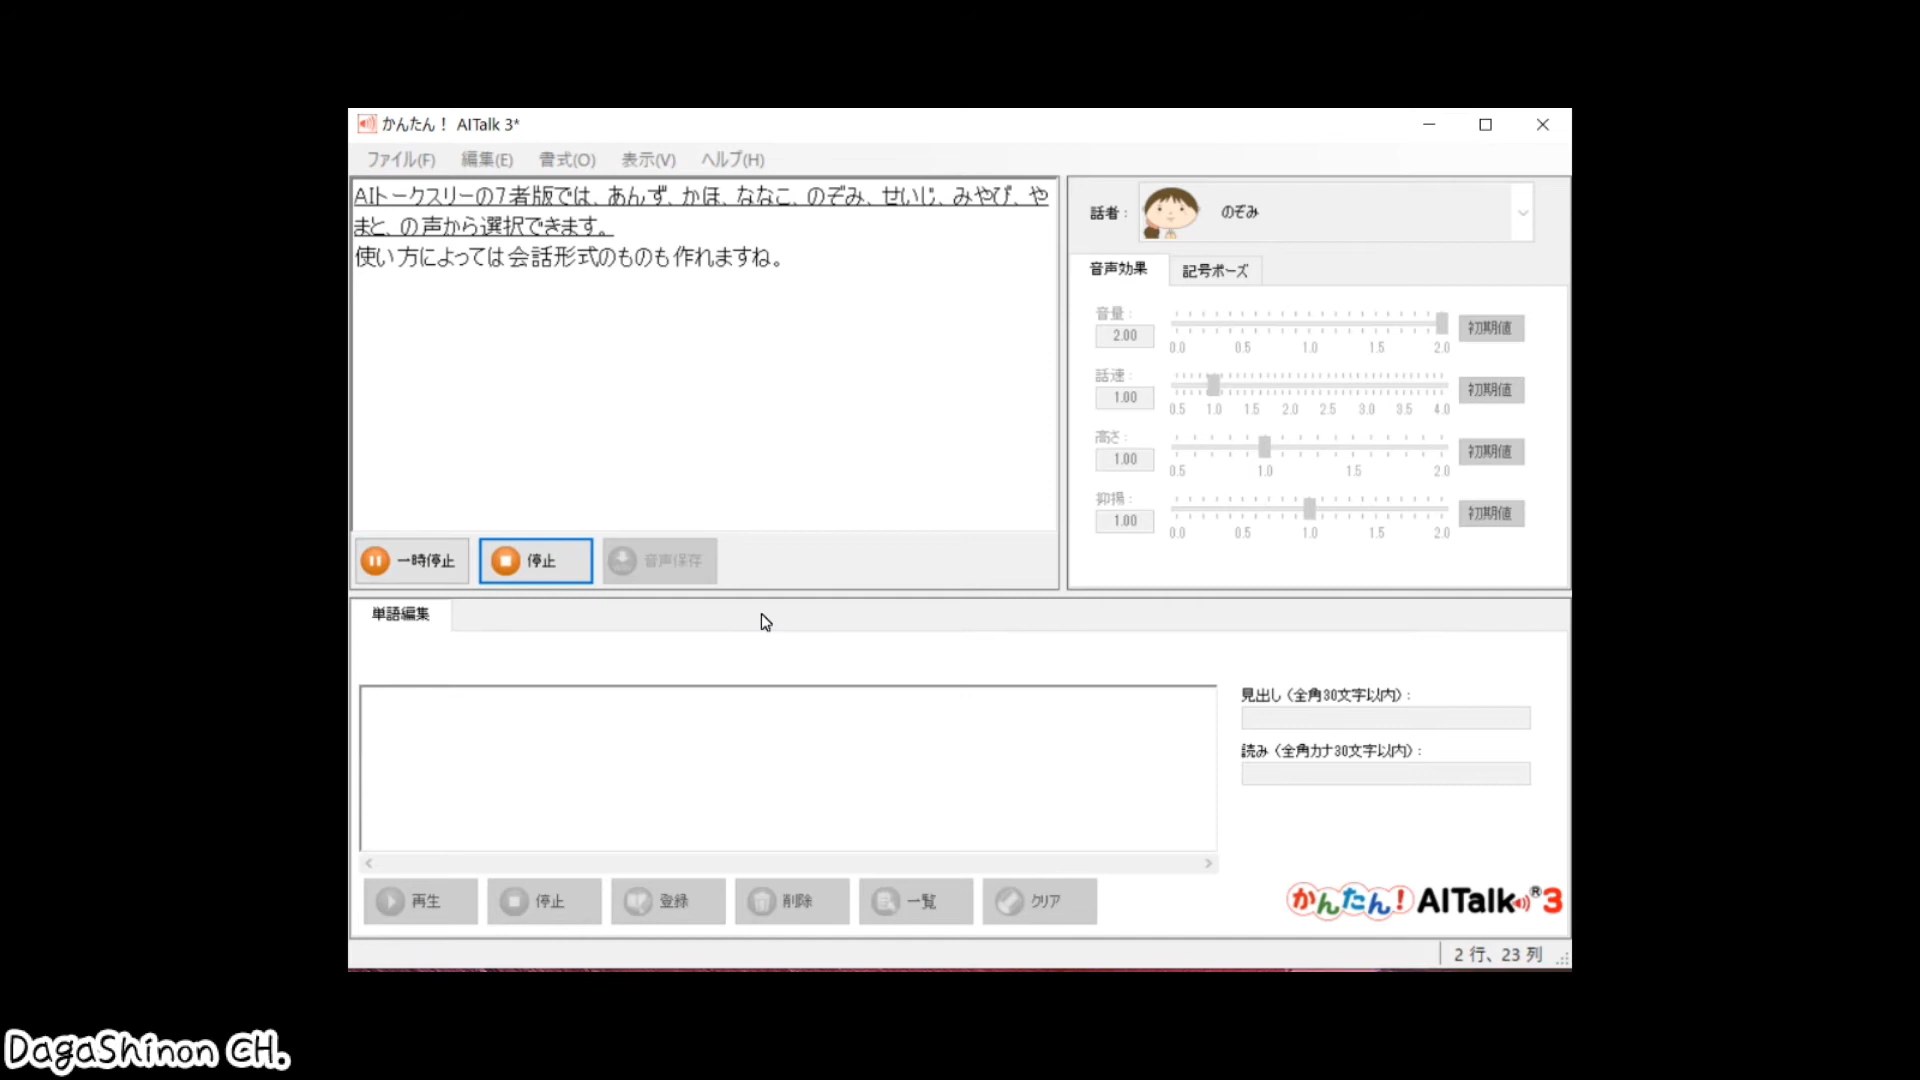 かんたん！ AITalk 3*
ファイル(F) 編集(E) 書式(O) 表示(V) ヘルプ(H)
AIトークスリーの7者版では、あんず、かほ、ななこ、のぞみ、せいじ、みやび、や
まと、の声から選択できます。
使い方によっては会話形式のものも作れますね。
一時停止 停止 音声保存
話者： のぞみ
音声効果 記号ポーズ
音量：
2.00 初期値
0.0 0.5 1.0 1.5 2.0
話速：
1.00 初期値
0.5 1.0 1.5 2.0 2.5 3.0 3.5 4.0
高さ：
1.00 初期値
0.5 1.0 1.5 2.0
抑揚：
1.00 初期値
0.0 0.5 1.0 1.5 2.0
単語編集
見出し（全角30文字以内）：
読み（全角カナ30文字以内）：
再生 停止 登録 削除 一覧 クリア
かんたん！ AITalk®3
2 行、23 列
DagaShinon CH.